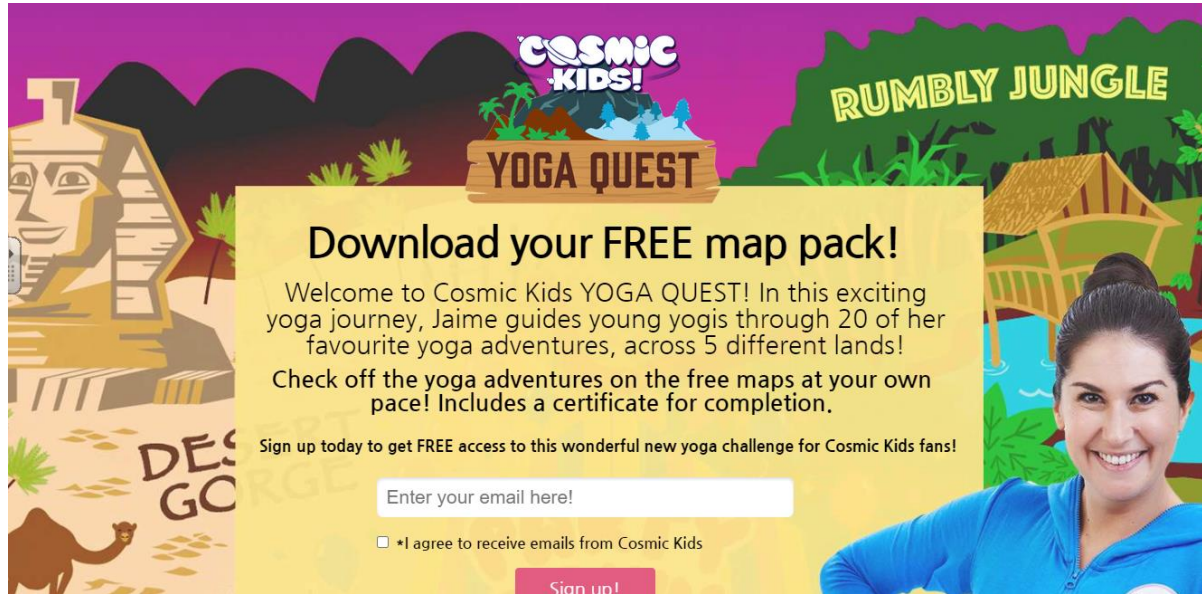 COSMIC
KIDS!
YOGA QUEST
RUMBLY JUNGLE
Download your FREE map pack!
Welcome to Cosmic Kids YOGA QUEST! In this exciting
yoga journey, Jaime guides young yogis through 20 of her
favourite yoga adventures, across 5 different lands!
Check off the yoga adventures on the free maps at your own
pace! Includes a certificate for completion.
Sign up today to get FREE access to this wonderful new yoga challenge for Cosmic Kids fans!
DESERT
GORGE
Enter your email here!
*I agree to receive emails from Cosmic Kids
Sign up!